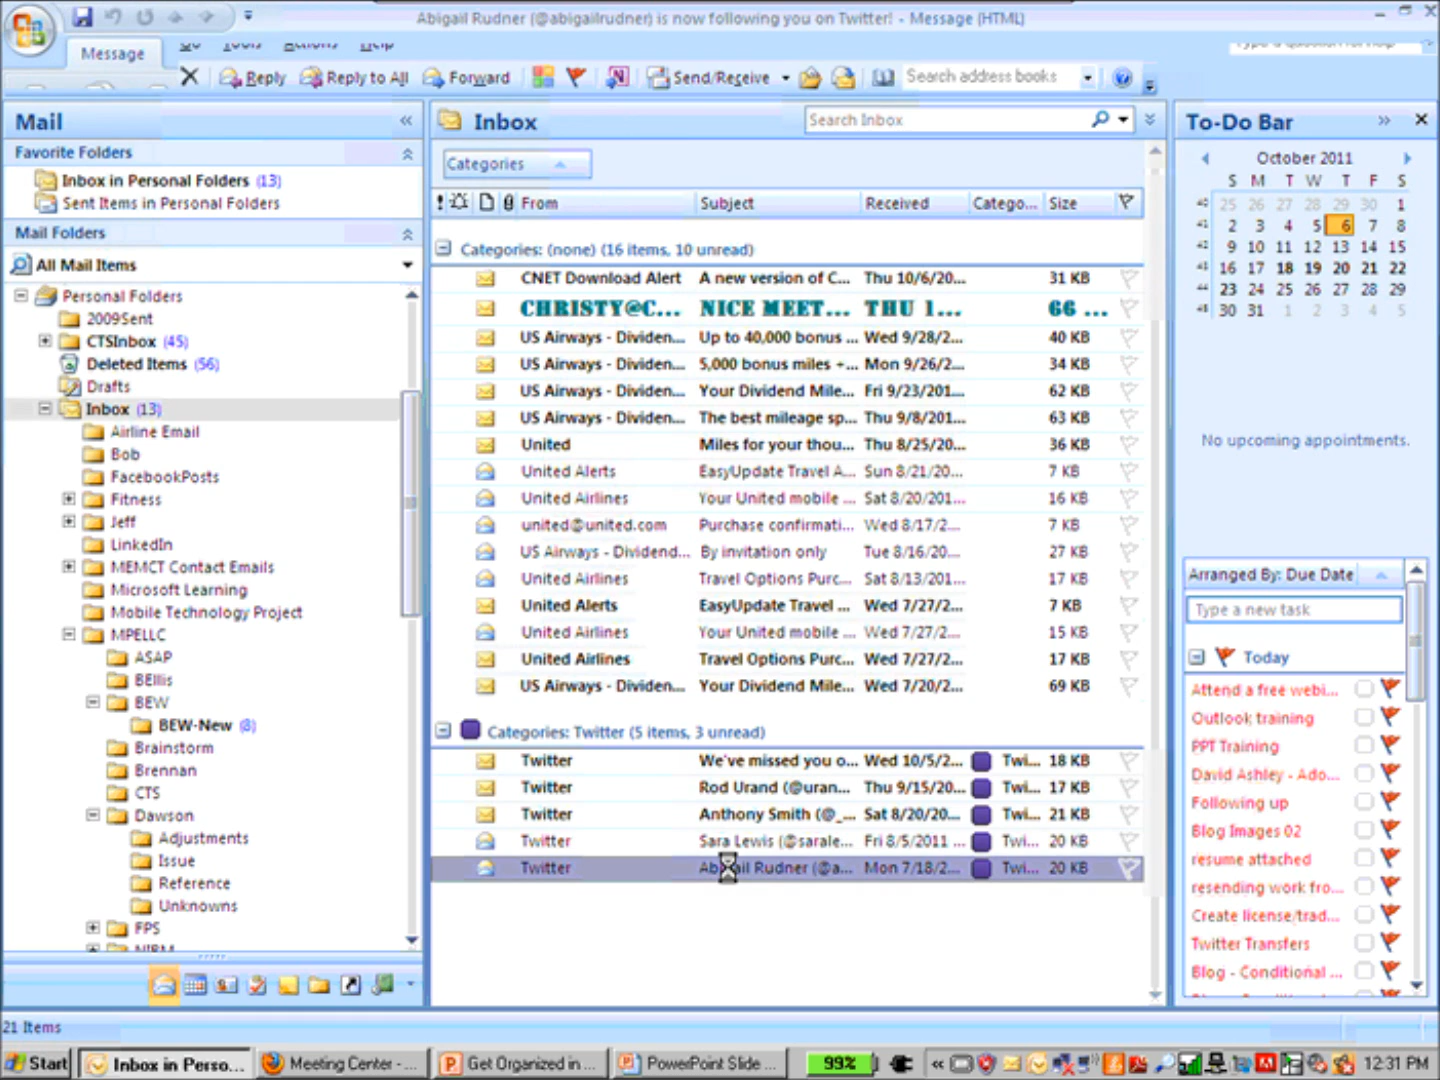 Abigail Rudner (@abigailrudner) is now following you on Twitter! - Message (HTML)
Message
Reply
Reply to All
Forward
Send/Receive
Search address books
Mail
Favorite Folders
Inbox in Personal Folders (13)
Sent Items in Personal Folders
Mail Folders
All Mail Items
Personal Folders
2009Sent
CTSInbox (45)
Deleted Items (56)
Drafts
Inbox (13)
Airline Email
Bob
FacebookPosts
Fitness
Jeff
LinkedIn
MEMCT Contact Emails
Microsoft Learning
Mobile Technology Project
MPELLC
ASAP
BEllis
BEW
BEW-New (8)
Brainstorm
Brennan
CTS
Dawson
Adjustments
Issue
Reference
Unknowns
FPS
Inbox
Search Inbox
Categories
! From Subject Received Catego... Size
Categories: (none) (16 items, 10 unread)
CNET Download Alert A new version of C... Thu 10/6/20... 31 KB
CHRISTY@C... NICE MEET... THU 1... 66 ...
US Airways - Dividen... Up to 40,000 bonus ... Wed 9/28/2... 40 KB
US Airways - Dividen... 5,000 bonus miles +... Mon 9/26/2... 34 KB
US Airways - Dividen... Your Dividend Mile... Fri 9/23/201... 62 KB
US Airways - Dividen... The best mileage sp... Thu 9/8/201... 63 KB
United Miles for your thou... Thu 8/25/20... 36 KB
United Alerts EasyUpdate Travel A... Sun 8/21/20... 7 KB
United Airlines Your United mobile ... Sat 8/20/201... 16 KB
united@united.com Purchase confirmati... Wed 8/17/2... 7 KB
US Airways - Dividend... By invitation only Tue 8/16/20... 27 KB
United Airlines Travel Options Purc... Sat 8/13/201... 17 KB
United Alerts EasyUpdate Travel ... Wed 7/27/2... 7 KB
United Airlines Your United mobile ... Wed 7/27/2... 15 KB
United Airlines Travel Options Purc... Wed 7/27/2... 17 KB
US Airways - Dividen... Your Dividend Mile... Wed 7/20/2... 69 KB
Categories: Twitter (5 items, 3 unread)
Twitter We've missed you o... Wed 10/5/2... Twi... 18 KB
Twitter Rod Urand (@uran... Thu 9/15/20... Twi... 17 KB
Twitter Anthony Smith (@_... Sat 8/20/20... Twi... 21 KB
Twitter Sara Lewis (@sarale... Fri 8/5/2011 ... Twi... 20 KB
Twitter Rudner (@a... Mon 7/18/2... Twi... 20 KB
To-Do Bar
October 2011
S M T W T F S
40 25 26 27 28 29 30 1
41 2 3 4 5 6 7 8
42 9 10 11 12 13 14 15
43 16 17 18 19 20 21 22
44 23 24 25 26 27 28 29
45 30 31 1 2 3 4 5
No upcoming appointments.
Arranged By: Due Date
Type a new task
Today
Attend a free webi...
Outlook training
PPT Training
David Ashley - Ado...
Following up
Blog Images 02
resume attached
resending work fro...
Create license/trad...
Twitter Transfers
Blog - Conditional ...
21 Items
Start
Inbox in Perso...
Meeting Center - ...
Get Organized in ...
PowerPoint Slide ...
99%
12:31 PM